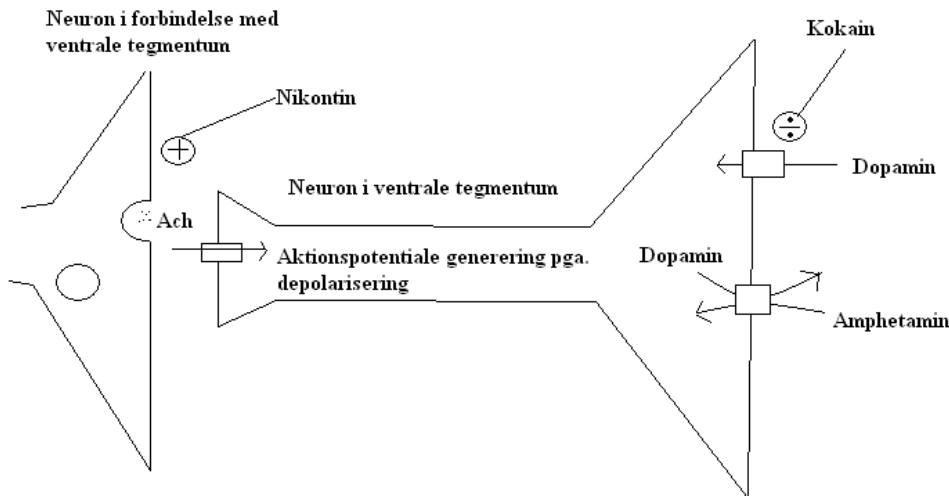 Neuron i forbindelse med
ventrale tegmentum
Kokain
Nikontin
Dopamin
Neuron i ventrale tegmentum
Ach
Aktionspotentiale generering pga.
depolarisering
Dopamin
Amphetamin